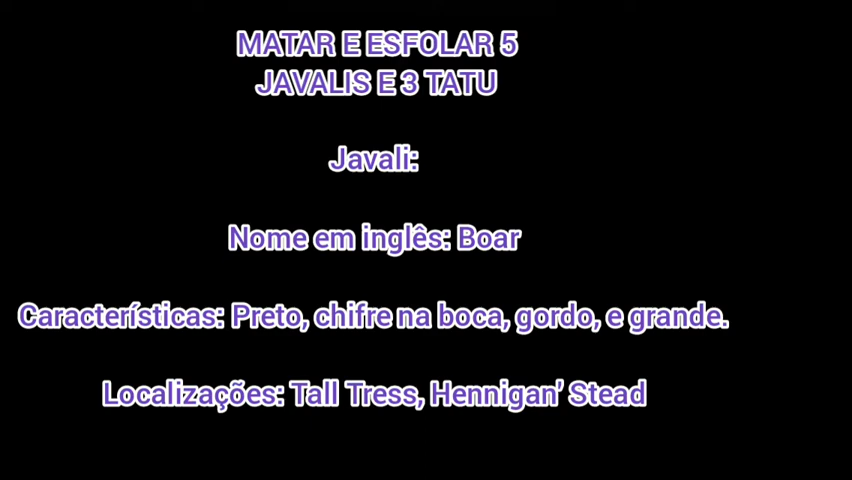 MATAR E ESFOLAR 5
JAVALIS E 3 TATU
Javali:
Nome em inglês: Boar
Características: Preto, chifre na boca, gordo, e grande.
Localizações: Tall Tress, Hennigan' Stead